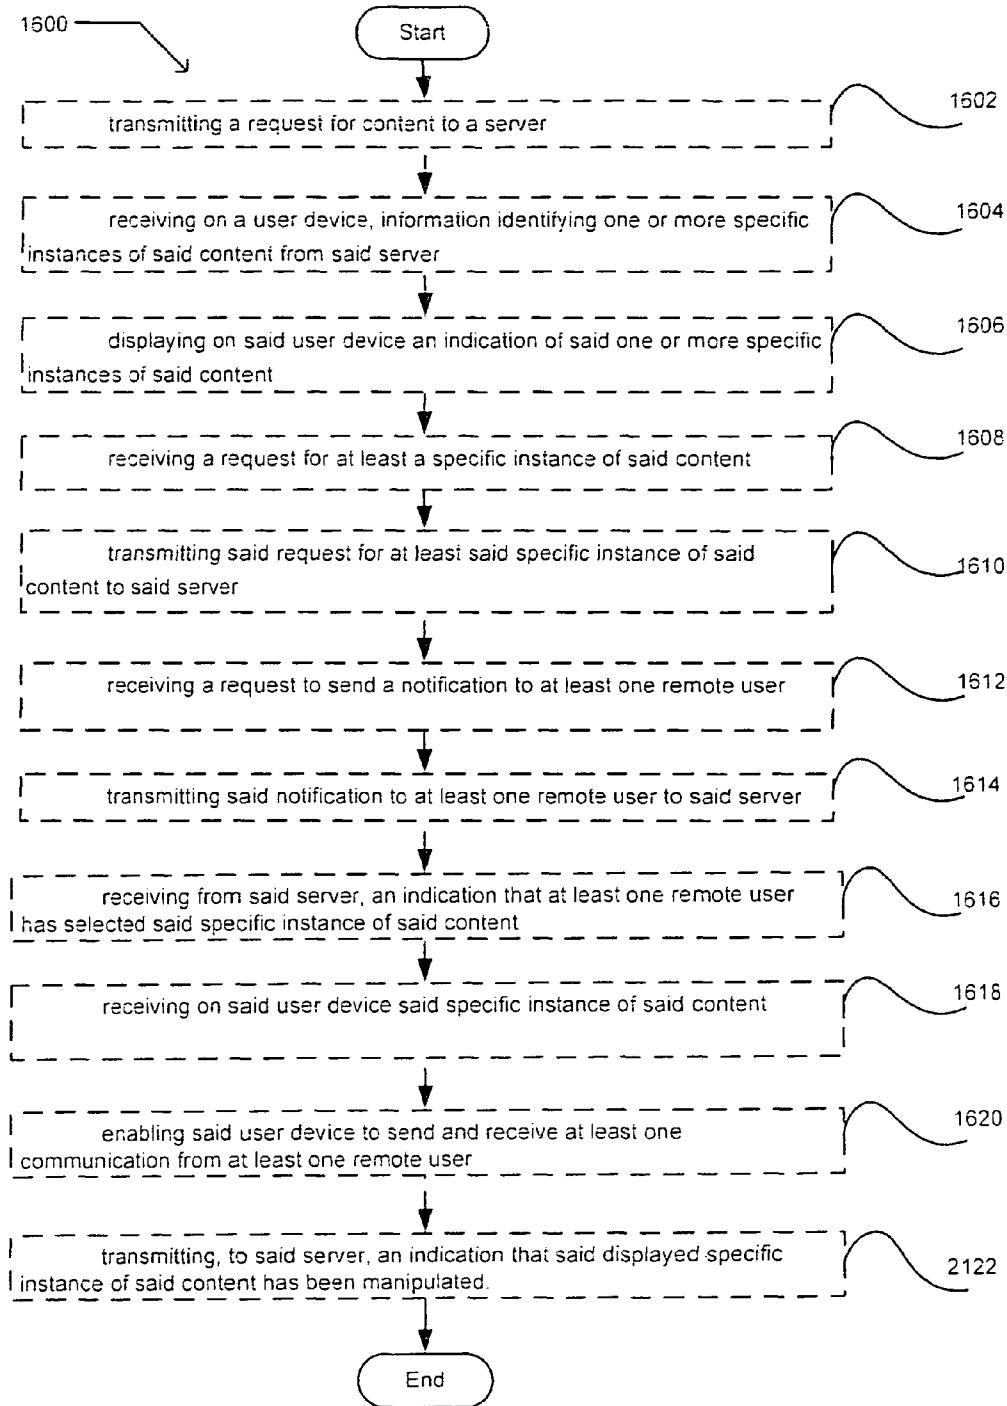 1600
Start
transmitting a request for content to a server
1602
receiving on a user device, information identifying one or more specific
instances of said content from said server
1604
displaying on said user device an indication of said one or more specific
instances of said content
1606
receiving a request for at least a specific instance of said content
1608
transmitting said request for at least said specific instance of said
content to said server
1610
receiving a request to send a notification to at least one remote user
1612
transmitting said notification to at least one remote user to said server
1614
receiving from said server, an indication that at least one remote user
has selected said specific instance of said content
1616
receiving on said user device said specific instance of said content
1618
enabling said user device to send and receive at least one
communication from at least one remote user
1620
transmitting, to said server, an indication that said displayed specific
instance of said content has been manipulated.
2122
End